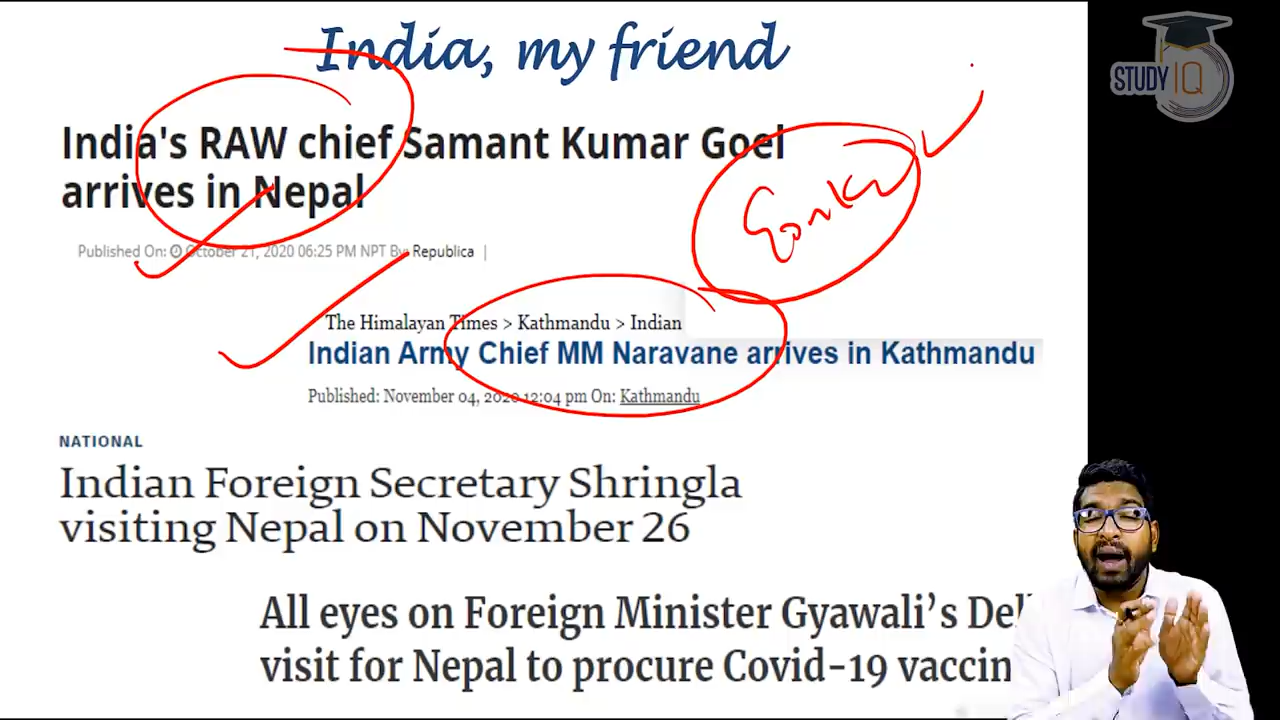 India, my friend
STUDY IQ
India's RAW chief Samant Kumar Goel
arrives in Nepal
Published On: October 21, 2020 06:25 PM NPT By: Republica |
The Himalayan Times > Kathmandu > Indian
Indian Army Chief MM Naravane arrives in Kathmandu
Published: November 04, 2020 12:04 pm On: Kathmandu
NATIONAL
Indian Foreign Secretary Shringla
visiting Nepal on November 26
All eyes on Foreign Minister Gyawali's Del
visit for Nepal to procure Covid-19 vaccin